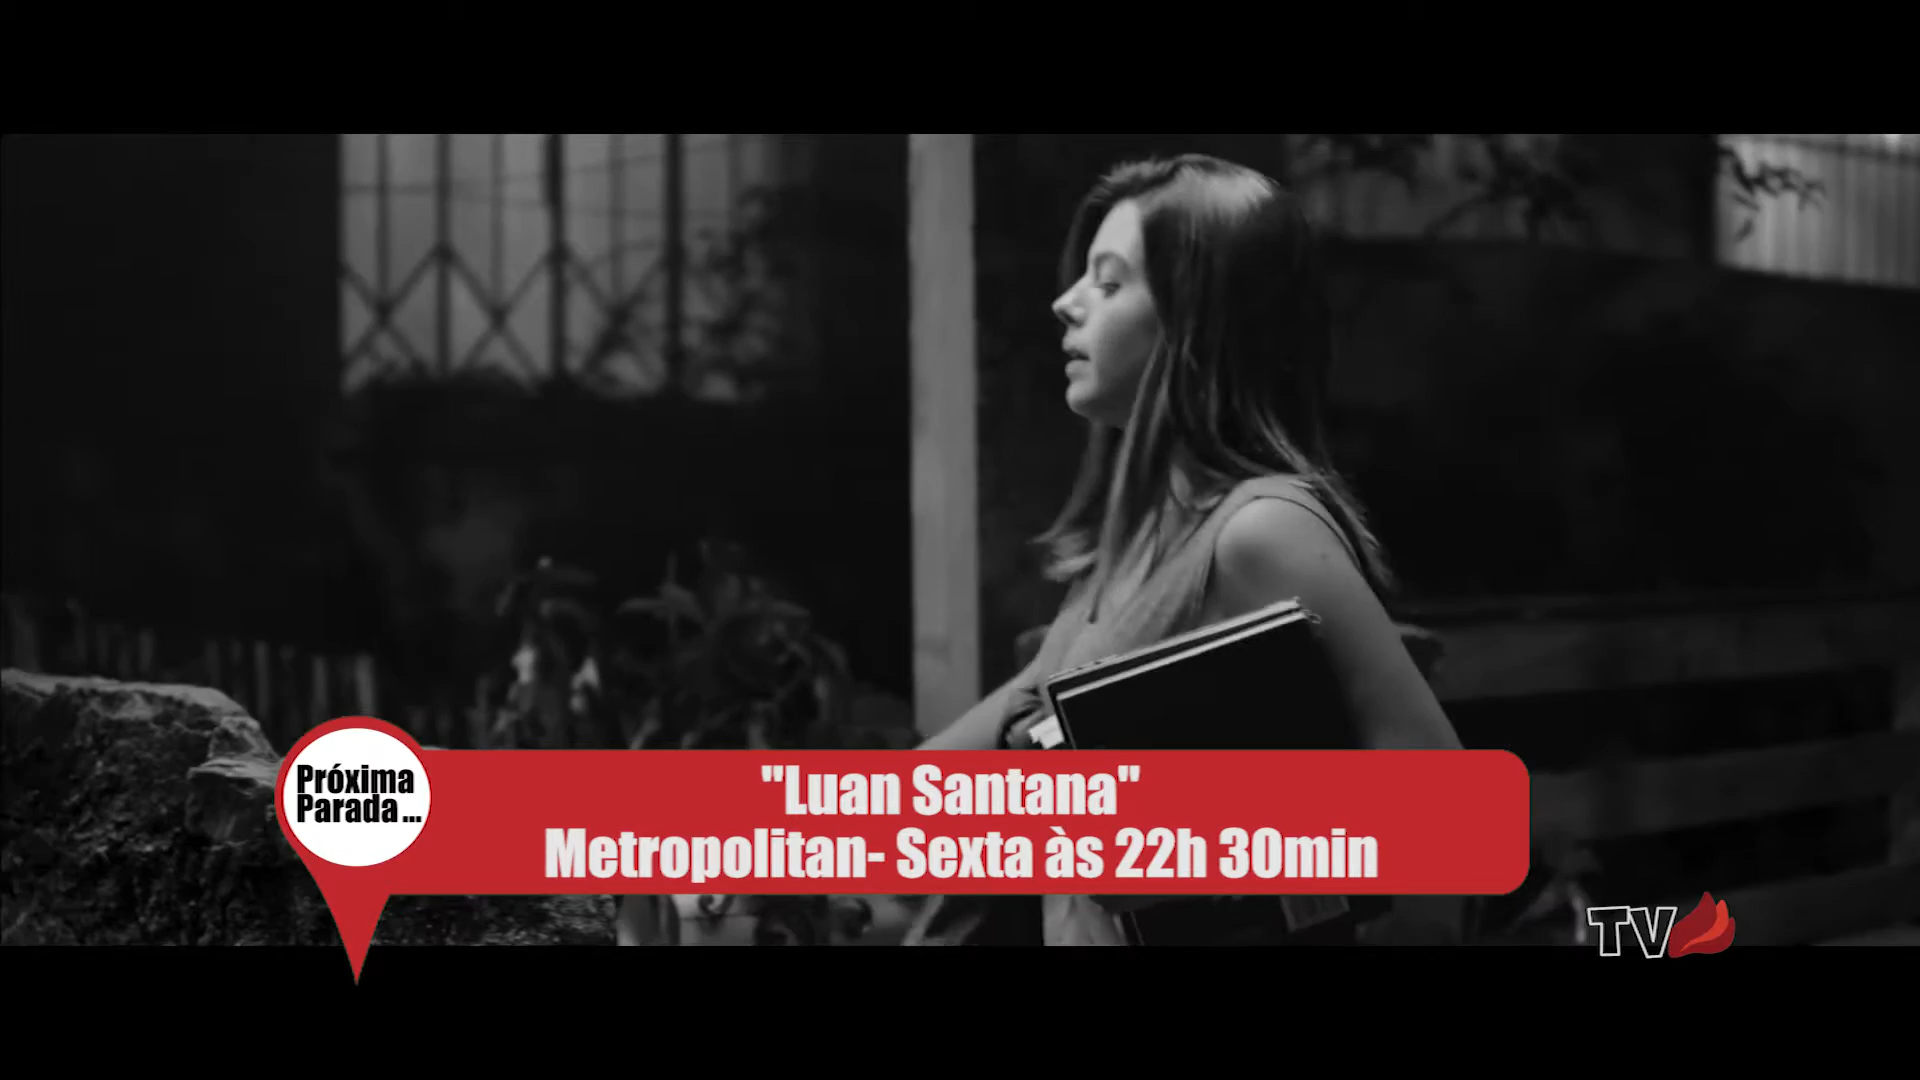 Próxima
Parada...
"Luan Santana"
Metropolitan- Sexta às 22h 30min
TV